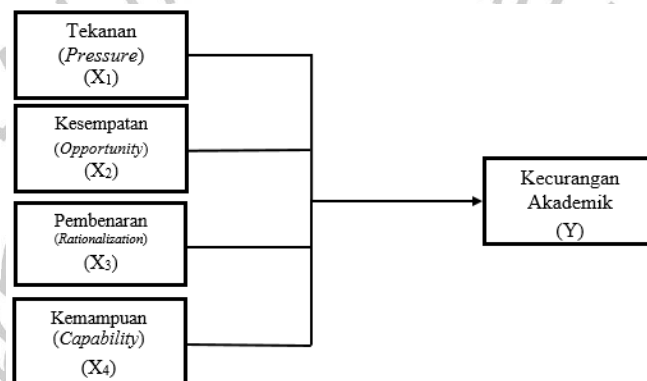 Tekanan
(Pressure)
(X₁)
Kesempatan
(Opportunity)
(X₂)
Pembenaran
(Rationalization)
(X₃)
Kemampuan
(Capability)
(X₄)
Kecurangan
Akademik
(Y)